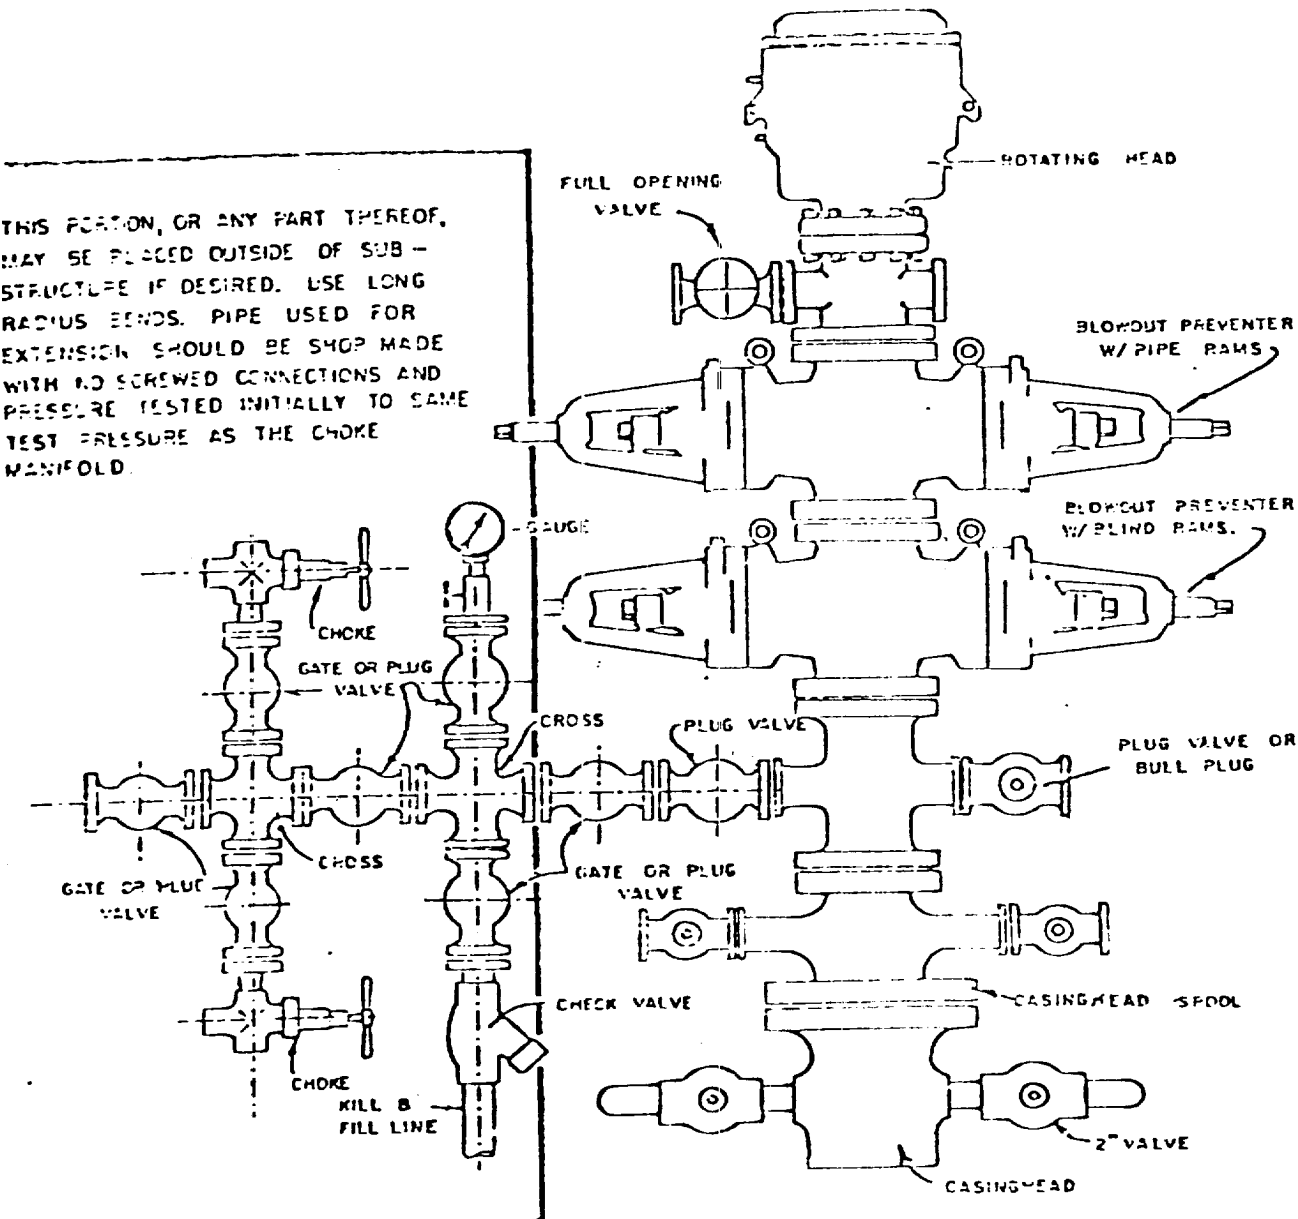 THIS PORTION, OR ANY PART THEREOF,
MAY BE PLACED OUTSIDE OF SUB-
STRUCTURE IF DESIRED. USE LONG
RADIUS BENDS. PIPE USED FOR
EXTENSION SHOULD BE SHOP MADE
WITH NO SCREWED CONNECTIONS AND
PRESSURE TESTED INITIALLY TO SAME
TEST PRESSURE AS THE CHOKE
MANIFOLD.
ROTATING HEAD
FULL OPENING
VALVE
BLOWOUT PREVENTER
W/ PIPE RAMS
BLOWOUT PREVENTER
W/ BLIND RAMS.
GAUGE
CHOKE
GATE OR PLUG
VALVE
CROSS
PLUG VALVE
PLUG VALVE OR
BULL PLUG
CROSS
GATE OR PLUG
VALVE
GATE OR PLUG
VALVE
CHECK VALVE
CASINGHEAD SPOOL
CHOKE
KILL &
FILL LINE
2" VALVE
CASINGHEAD